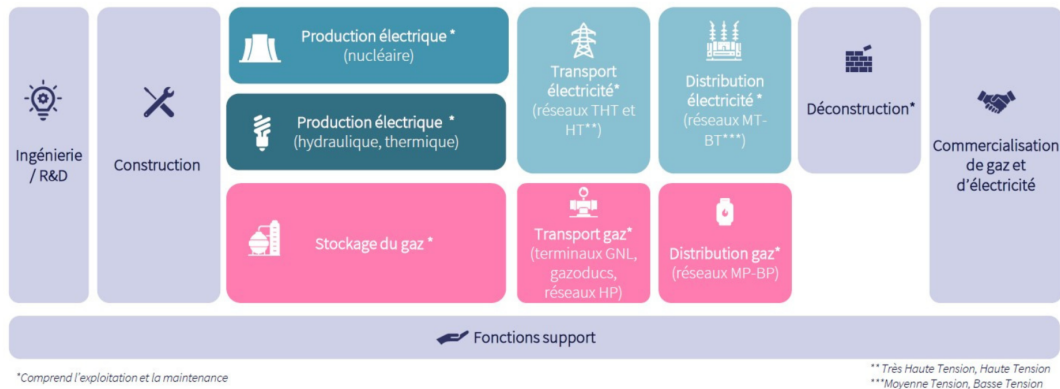 Ingénierie
/ R&D
Construction
Production électrique *
(nucléaire)
Production électrique *
(hydraulique, thermique)
Stockage du gaz *
Transport
électricité*
(réseaux THT et
HT**)
Transport gaz*
(terminaux GNL,
gazoducs,
réseaux HP)
Distribution
électricité *
(réseaux MT-
BT***)
Distribution gaz*
(réseaux MP-BP)
Déconstruction*
Commercialisation
de gaz et
d'électricité
Fonctions support
*Comprend l'exploitation et la maintenance
** Très Haute Tension, Haute Tension
***Moyenne Tension, Basse Tension